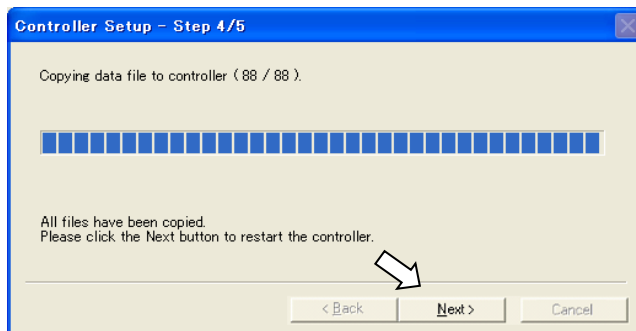 Controller Setup - Step 4/5
Copying data file to controller ( 88 / 88 ).
All files have been copied.
Please click the Next button to restart the controller.
< Back
Next >
Cancel